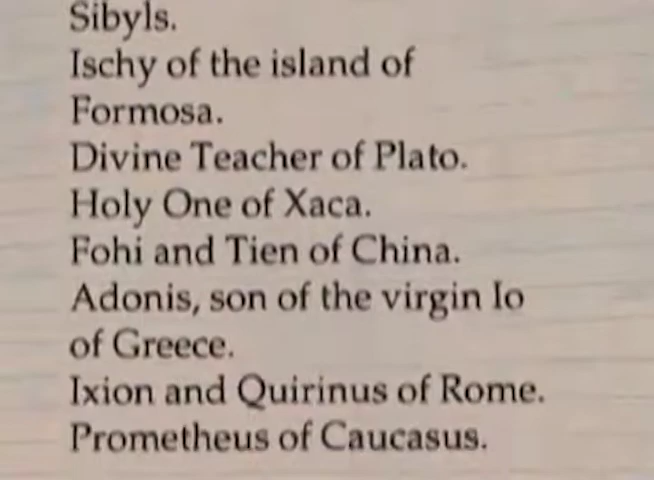 Sibyls.
Ischy of the island of
Formosa.
Divine Teacher of Plato.
Holy One of Xaca.
Fohi and Tien of China.
Adonis, son of the virgin Io
of Greece.
Ixion and Quirinus of Rome.
Prometheus of Caucasus.